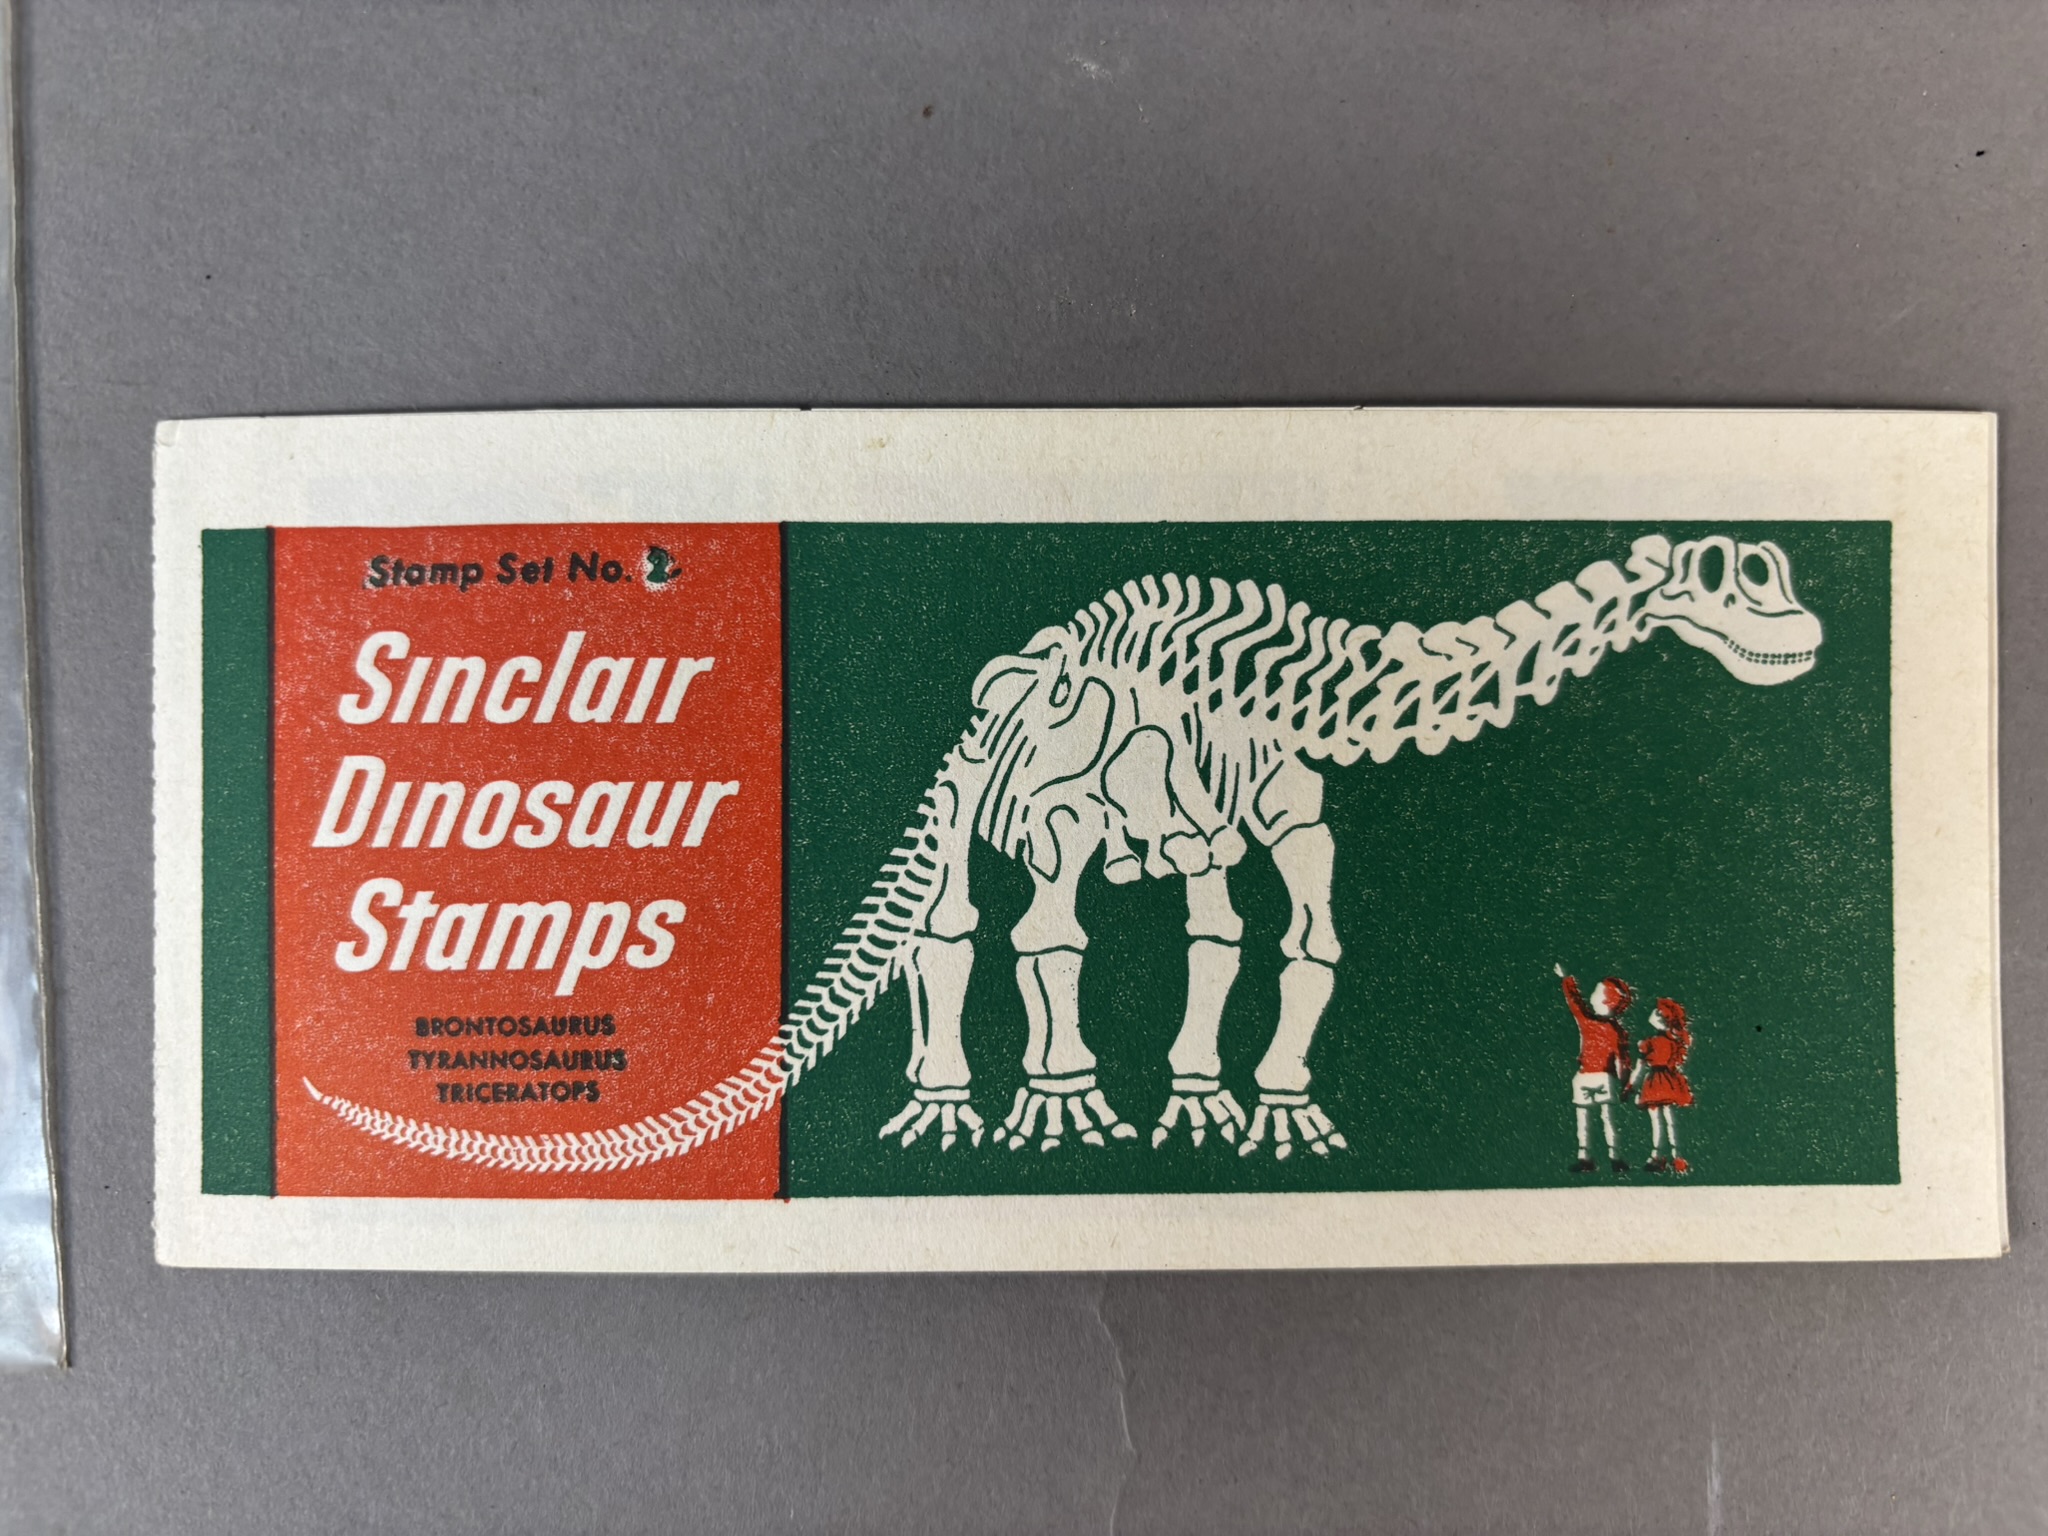 Stamp Set No. 2
Sinclair
Dinosaur
Stamps
BRONTOSAURUS
TYRANNOSAURUS
TRICERATOPS